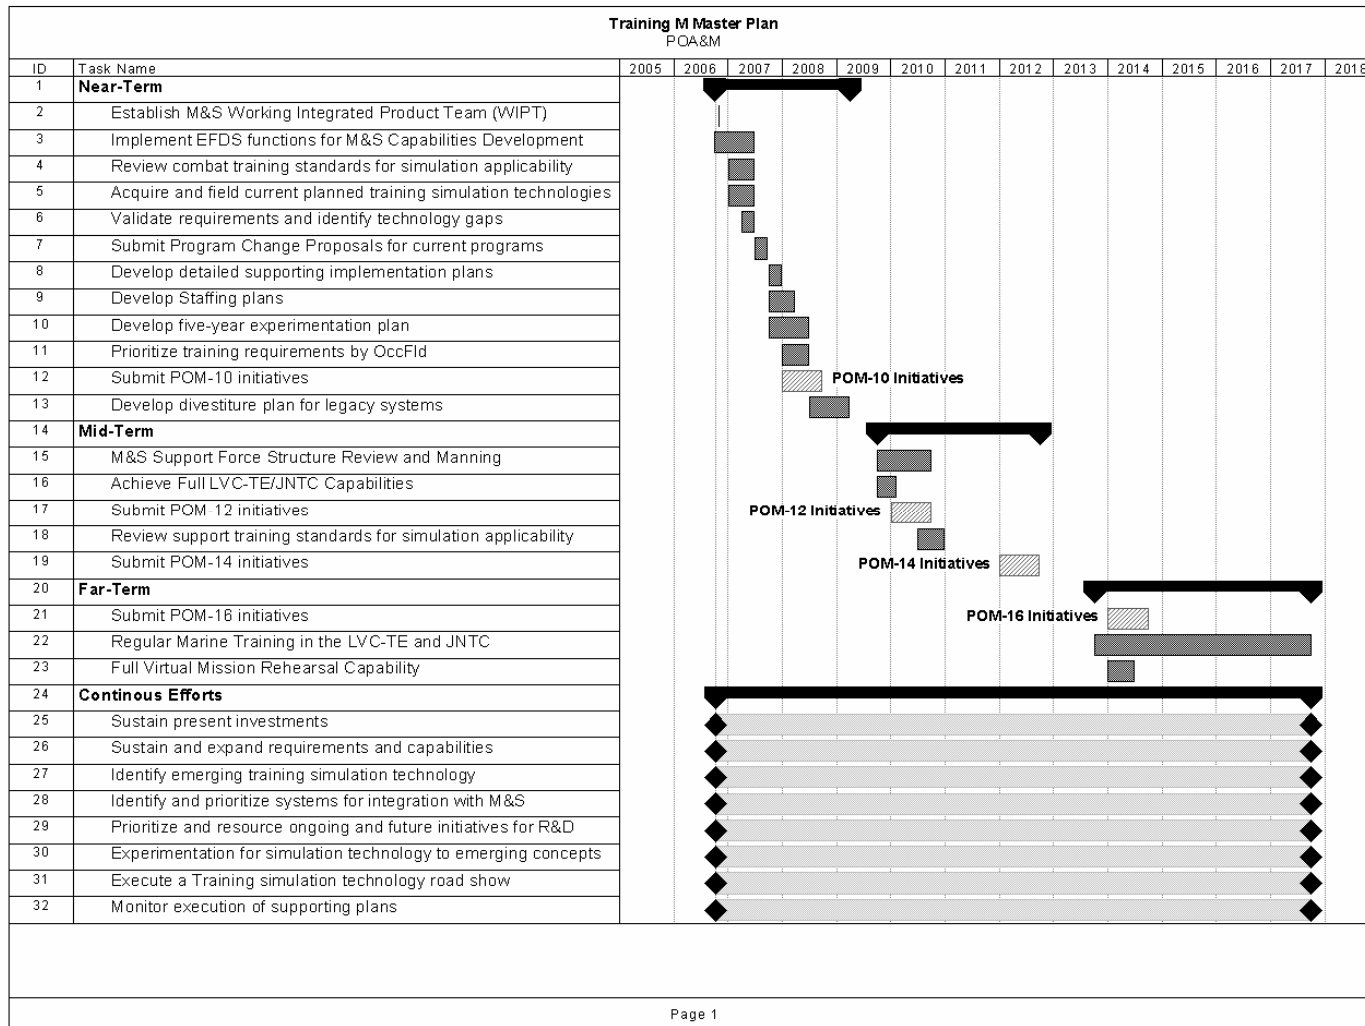 Training M Master Plan
POA&M
ID Task Name 2005 2006 2007 2008 2009 2010 2011 2012 2013 2014 2015 2016 2017 2018
1 Near-Term
2 Establish M&S Working Integrated Product Team (WIPT)
3 Implement EFDS functions for M&S Capabilities Development
4 Review combat training standards for simulation applicability
5 Acquire and field current planned training simulation technologies
6 Validate requirements and identify technology gaps
7 Submit Program Change Proposals for current programs
8 Develop detailed supporting implementation plans
9 Develop Staffing plans
10 Develop five-year experimentation plan
11 Prioritize training requirements by OccFld
12 Submit POM-10 initiatives POM-10 Initiatives
13 Develop divestiture plan for legacy systems
14 Mid-Term
15 M&S Support Force Structure Review and Manning
16 Achieve Full LVC-TE/JNTC Capabilities
17 Submit POM-12 initiatives POM-12 Initiatives
18 Review support training standards for simulation applicability
19 Submit POM-14 initiatives POM-14 Initiatives
20 Far-Term
21 Submit POM-16 initiatives POM-16 Initiatives
22 Regular Marine Training in the LVC-TE and JNTC
23 Full Virtual Mission Rehearsal Capability
24 Continous Efforts
25 Sustain present investments
26 Sustain and expand requirements and capabilities
27 Identify emerging training simulation technology
28 Identify and prioritize systems for integration with M&S
29 Prioritize and resource ongoing and future initiatives for R&D
30 Experimentation for simulation technology to emerging concepts
31 Execute a Training simulation technology road show
32 Monitor execution of supporting plans
Page 1